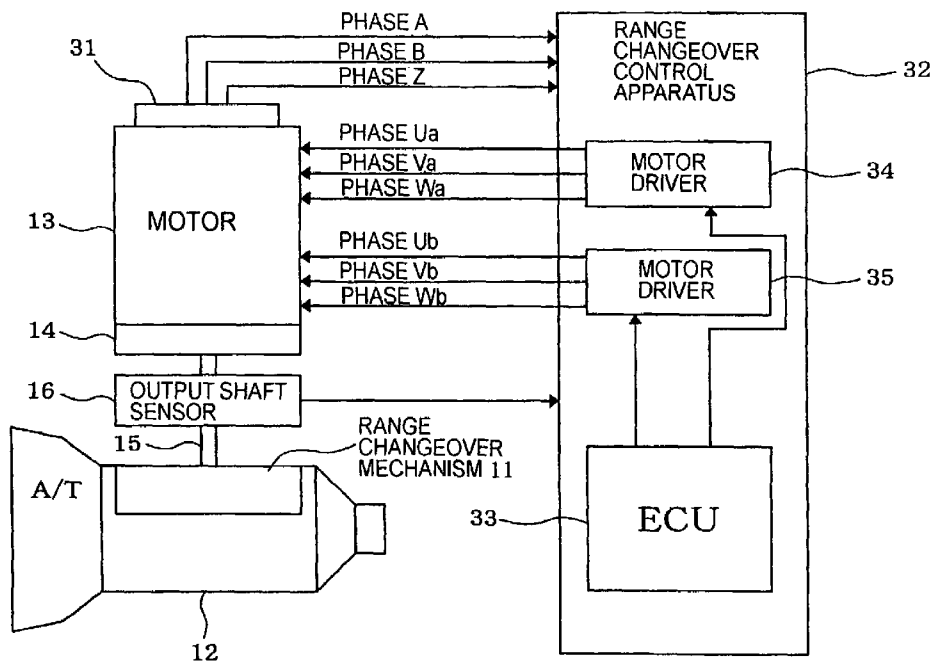 PHASE A
31
PHASE B
PHASE Z
RANGE
CHANGEOVER
CONTROL
APPARATUS
32
PHASE Ua
PHASE Va
PHASE Wa
MOTOR
DRIVER
34
13
MOTOR
PHASE Ub
PHASE Vb
PHASE Wb
MOTOR
DRIVER
35
14
16
OUTPUT SHAFT
SENSOR
15
RANGE
CHANGEOVER
MECHANISM 11
A/T
33
ECU
12